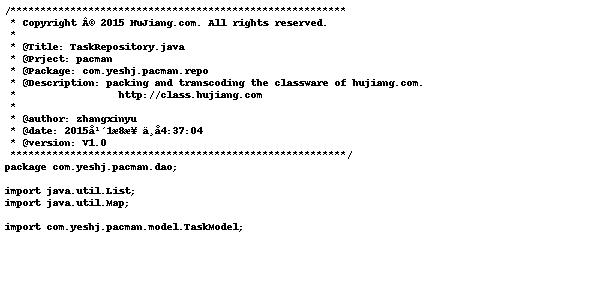 /********************************************************
 * Copyright Â© 2015 HuJiang.com. All rights reserved.
 *
 * @Title: TaskRepository.java
 * @Prject: pacman
 * @Package: com.yeshj.pacman.repo
 * @Description: packing and transcoding the classware of hujiang.com.
 *                 http://class.hujiang.com
 *
 * @author: zhangxinyu
 * @date: 2015å¹´1æ8æ¥ ä¸å4:37:04
 * @version: V1.0
 ********************************************************/
package com.yeshj.pacman.dao;

import java.util.List;
import java.util.Map;

import com.yeshj.pacman.model.TaskModel;